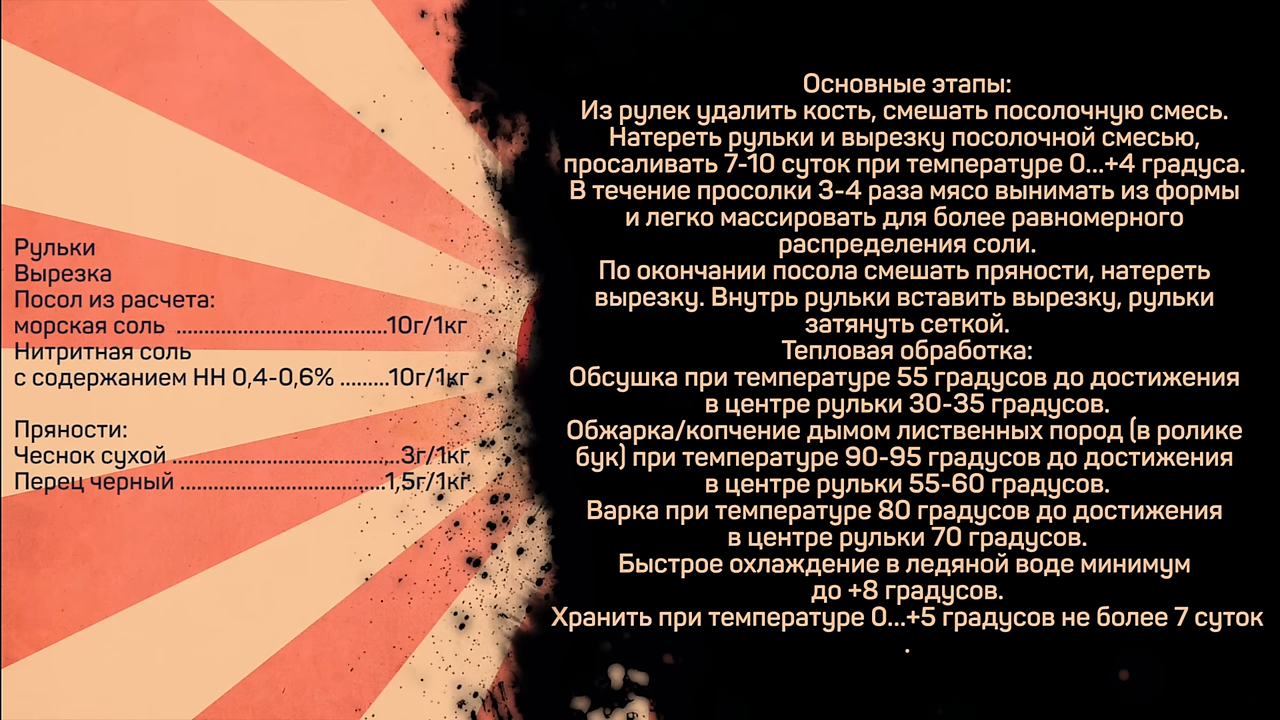 Рульки
Вырезка
Посол из расчета:
морская соль ................................10г/1кг
Нитритная соль
с содержанием НН 0,4-0,6% .........10г/1кг
Пряности:
Чеснок сухой ..................................3г/1кг
Перец черный ................................1,5г/1кг
Основные этапы:
Из рулек удалить кость, смешать посолочную смесь.
Натереть рульки и вырезку посолочной смесью,
просаливать 7-10 суток при температуре 0...+4 градуса.
В течение просолки 3-4 раза мясо вынимать из формы
и легко массировать для более равномерного
распределения соли.
По окончании посола смешать пряности, натереть
вырезку. Внутрь рульки вставить вырезку, рульки
затянуть сеткой.
Тепловая обработка:
Обсушка при температуре 55 градусов до достижения
в центре рульки 30-35 градусов.
Обжарка/копчение дымом лиственных пород (в ролике
бук) при температуре 90-95 градусов до достижения
в центре рульки 55-60 градусов.
Варка при температуре 80 градусов до достижения
в центре рульки 70 градусов.
Быстрое охлаждение в ледяной воде минимум
до +8 градусов.
Хранить при температуре 0...+5 градусов не более 7 суток
.